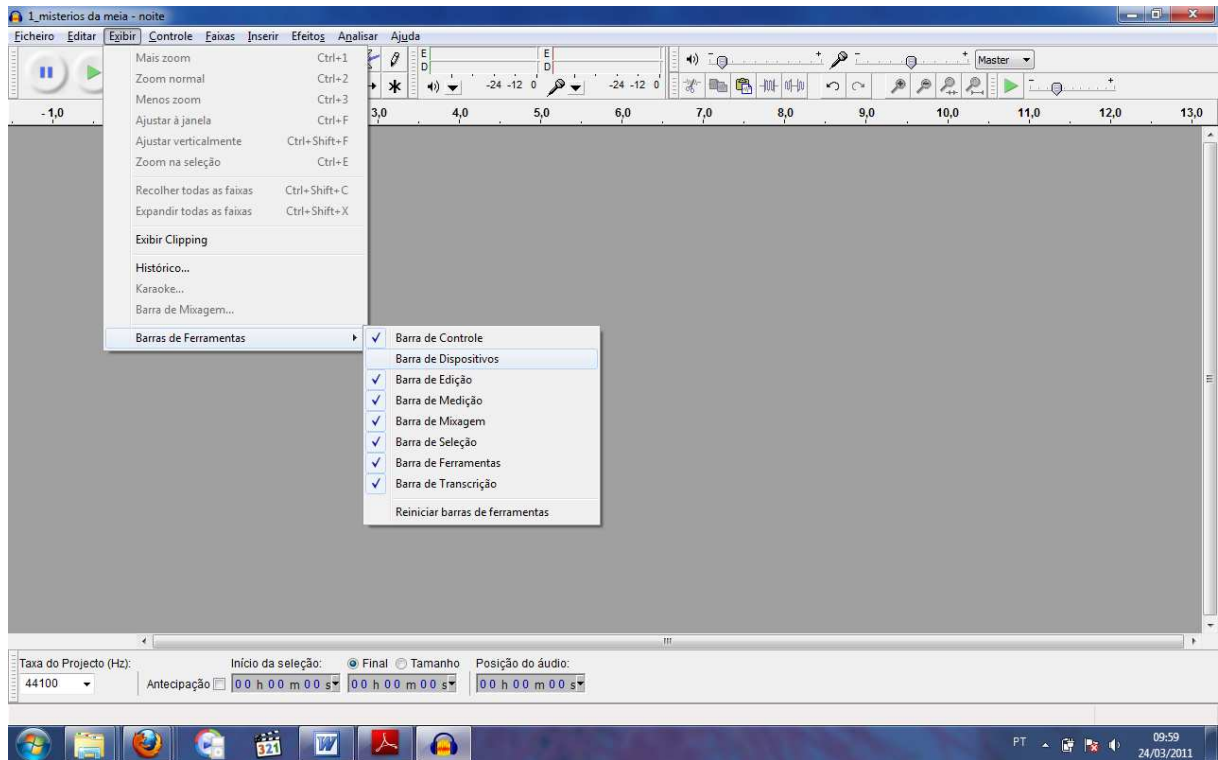 1_misterios da meia - noite
Ficheiro Editar Exibir Controle Faixas Inserir Efeitos Analisar Ajuda
Mais zoom Ctrl+1
Zoom normal Ctrl+2
Menos zoom Ctrl+3
Ajustar à janela Ctrl+F
Ajustar verticalmente Ctrl+Shift+F
Zoom na seleção Ctrl+E
Recolher todas as faixas Ctrl+Shift+C
Expandir todas as faixas Ctrl+Shift+X
Exibir Clipping
Histórico...
Karaoke...
Barra de Mixagem...
Barras de Ferramentas
Barra de Controle
Barra de Dispositivos
Barra de Edição
Barra de Medição
Barra de Mixagem
Barra de Seleção
Barra de Ferramentas
Barra de Transcrição
Reiniciar barras de ferramentas
E E
D D
Master
-24 -12 0 -24 -12 0
- 1,0 3,0 4,0 5,0 6,0 7,0 8,0 9,0 10,0 11,0 12,0 13,0
Taxa do Projecto (Hz): Início da seleção: Final Tamanho Posição do áudio:
44100 Antecipação 00 h 00 m 00 s 00 h 00 m 00 s 00 h 00 m 00 s
321
W
PT 09:59
24/03/2011